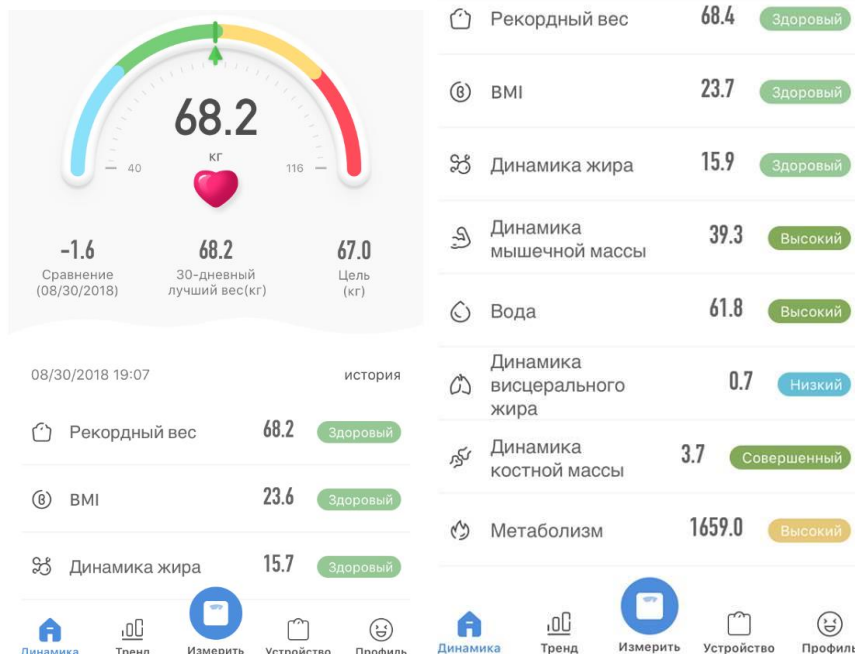 68.2
кг
40
116
-1.6
68.2
67.0
Сравнение
(08/30/2018)
30-дневный
лучший вес(кг)
Цель
(кг)
08/30/2018 19:07
история
Рекордный вес 68.2 Здоровый
BMI 23.6 Здоровый
Динамика жира 15.7 Здоровый
Динамика Тренд Измерить Устройство Профиль
Рекордный вес 68.4 Здоровый
BMI 23.7 Здоровый
Динамика жира 15.9 Здоровый
Динамика
мышечной массы 39.3 Высокий
Вода 61.8 Высокий
Динамика
висцерального 0.7 Низкий
жира
Динамика
костной массы 3.7 Совершенный
Метаболизм 1659.0 Высокий
Динамика Тренд Измерить Устройство Профиль